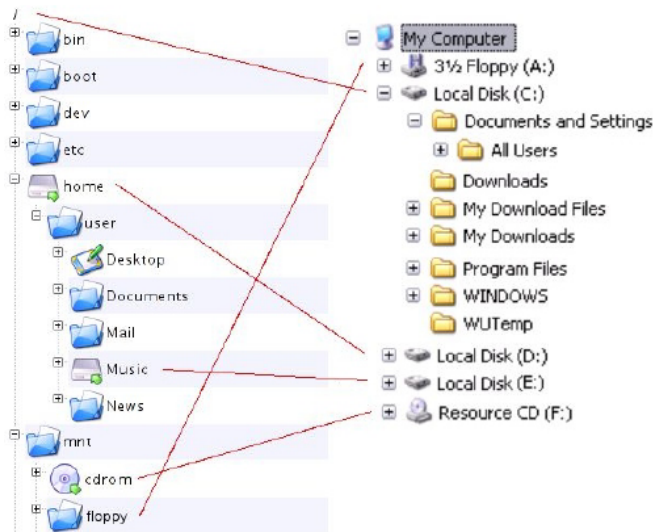 /
bin
boot
dev
etc
home
user
Desktop
Documents
Mail
Music
News
mnt
cdrom
floppy
My Computer
3½ Floppy (A:)
Local Disk (C:)
Documents and Settings
All Users
Downloads
My Download Files
My Downloads
Program Files
WINDOWS
WUTemp
Local Disk (D:)
Local Disk (E:)
Resource CD (F:)